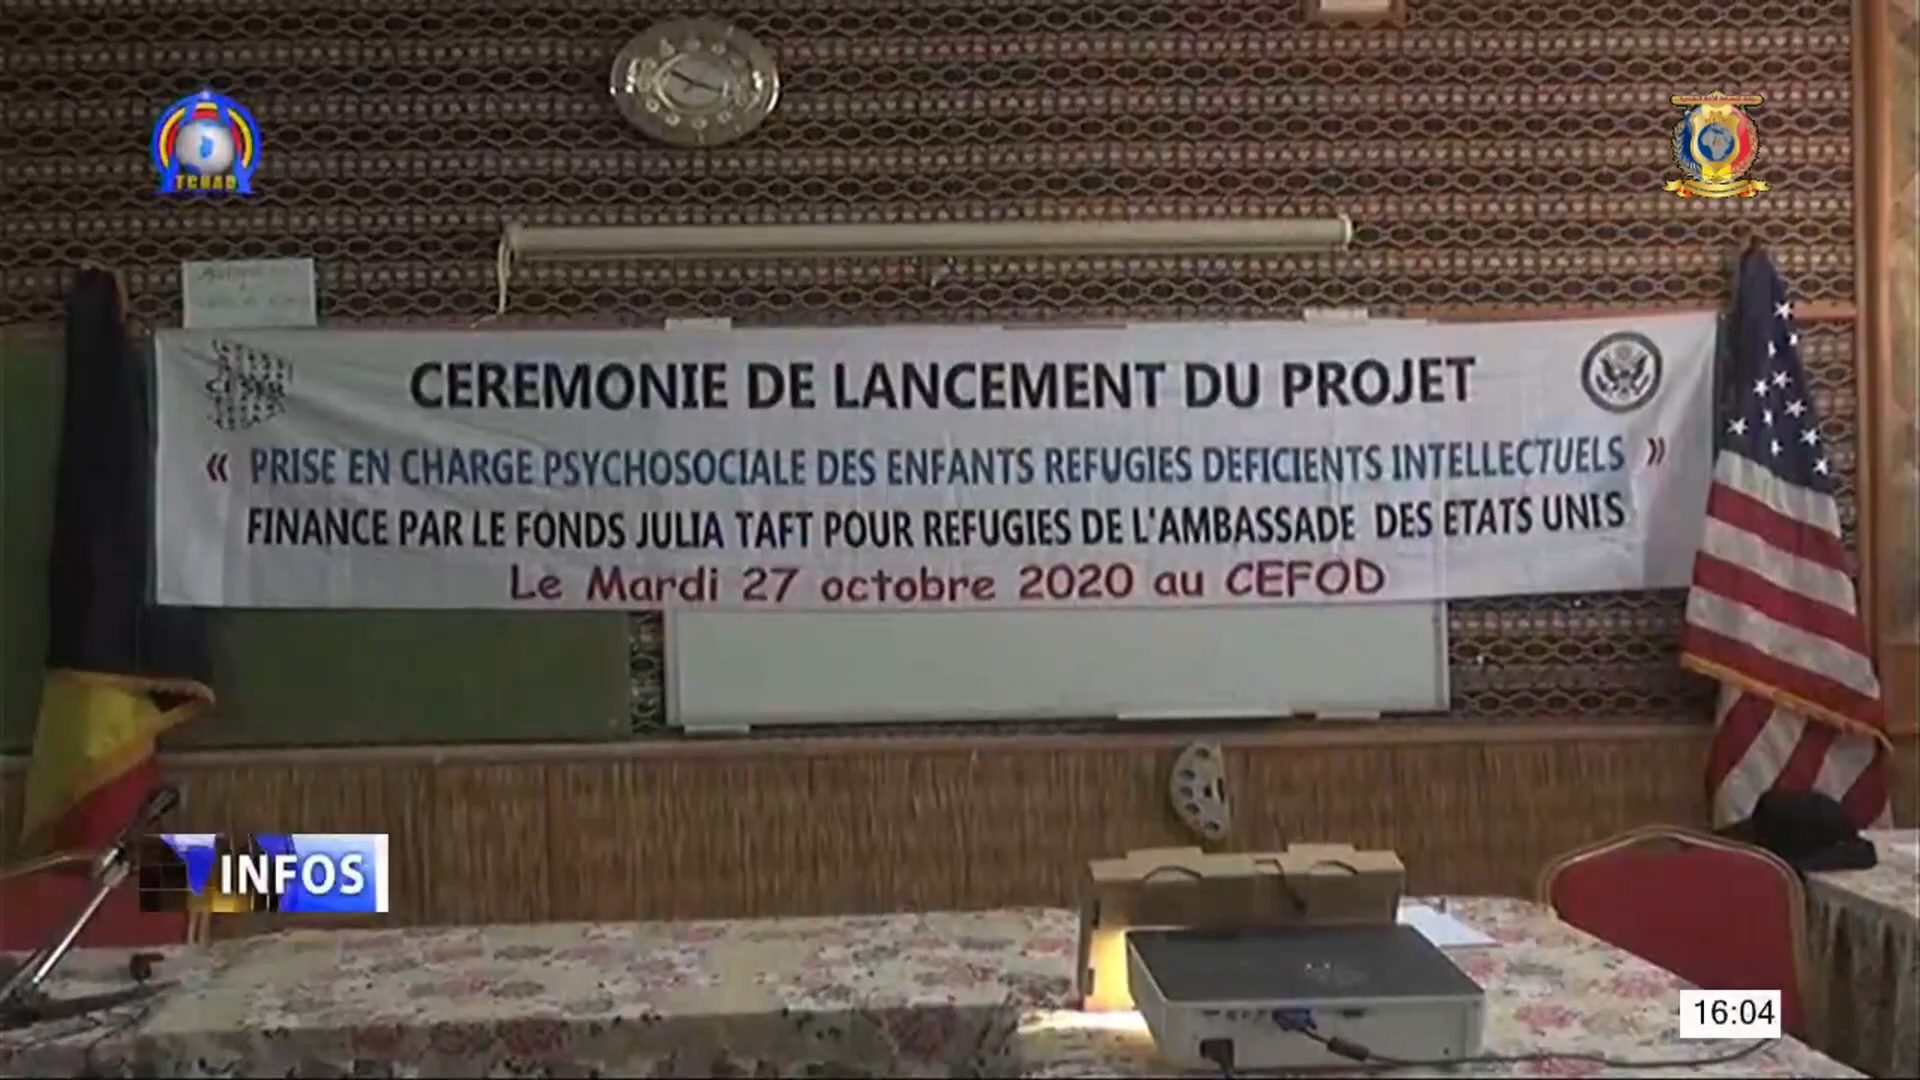 TCHAD
CEREMONIE DE LANCEMENT DU PROJET
« PRISE EN CHARGE PSYCHOSOCIALE DES ENFANTS REFUGIES DEFICIENTS INTELLECTUELS »
FINANCE PAR LE FONDS JULIA TAFT POUR REFUGIES DE L'AMBASSADE DES ETATS UNIS
Le Mardi 27 octobre 2020 au CEFOD
INFOS
16:04